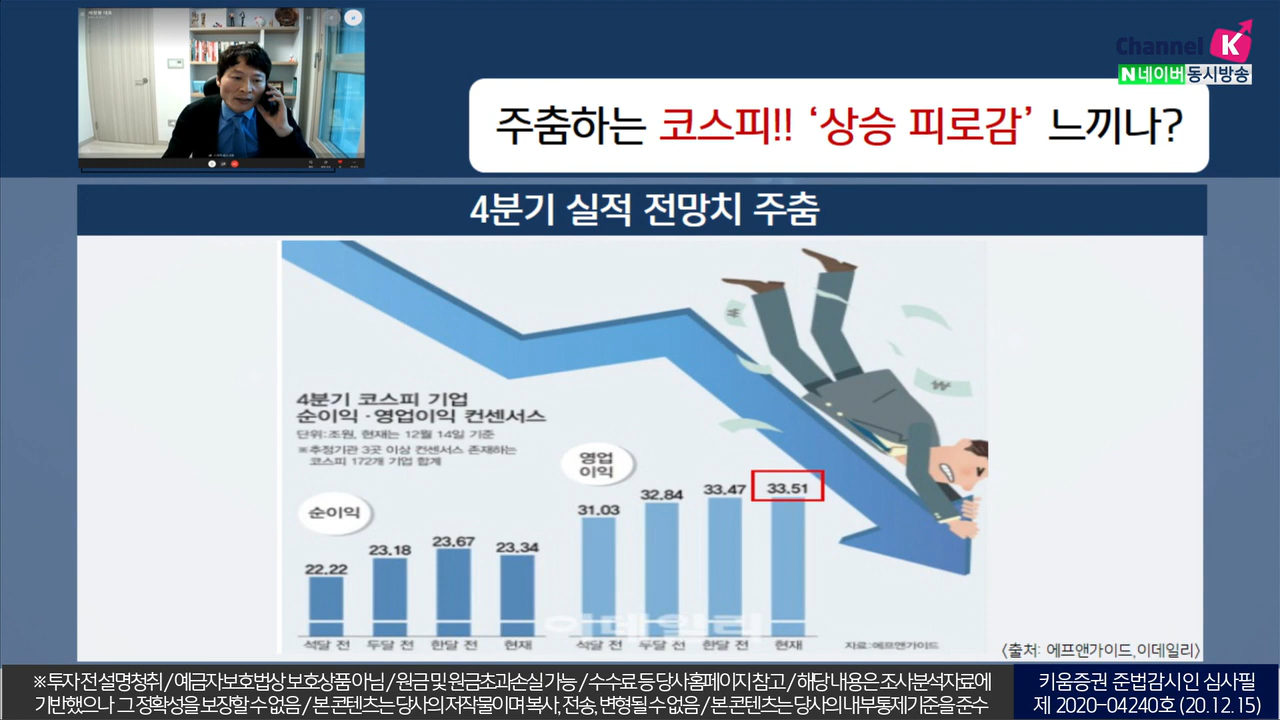 Channel K
N 네이버 동시방송
주춤하는 코스피!! ‘상승 피로감’ 느끼나?
4분기 실적 전망치 주춤
4분기 코스피 기업
순이익·영업이익 컨센서스
단위:조원, 현재는 12월 14일 기준
※추정기관 3곳 이상 컨센서스 존재하는
코스피 172개 기업 합계
순이익
22.22
23.18
23.67
23.34
석달 전
두달 전
한달 전
현재
영업
이익
31.03
32.84
33.47
33.51
석달 전
두달 전
한달 전
현재
이데일리
자료:에프앤가이드
<출처: 에프앤가이드,이데일리>
※ 투자 전 설명청취 / 예금자보호법상 보호상품 아님 / 원금 및 원금초과손실 가능 / 수수료 등 당사홈페이지 참고 / 해당 내용은 조사분석자료에
기반했으나 그 정확성을 보장할 수 없음 / 본 콘텐츠는 당사의 저작물이며 복사, 전송, 변형될 수 없음 / 본 콘텐츠는 당사의 내부통제기준을 준수
키움증권 준법감시인 심사필
제 2020-04240호 (20.12.15)